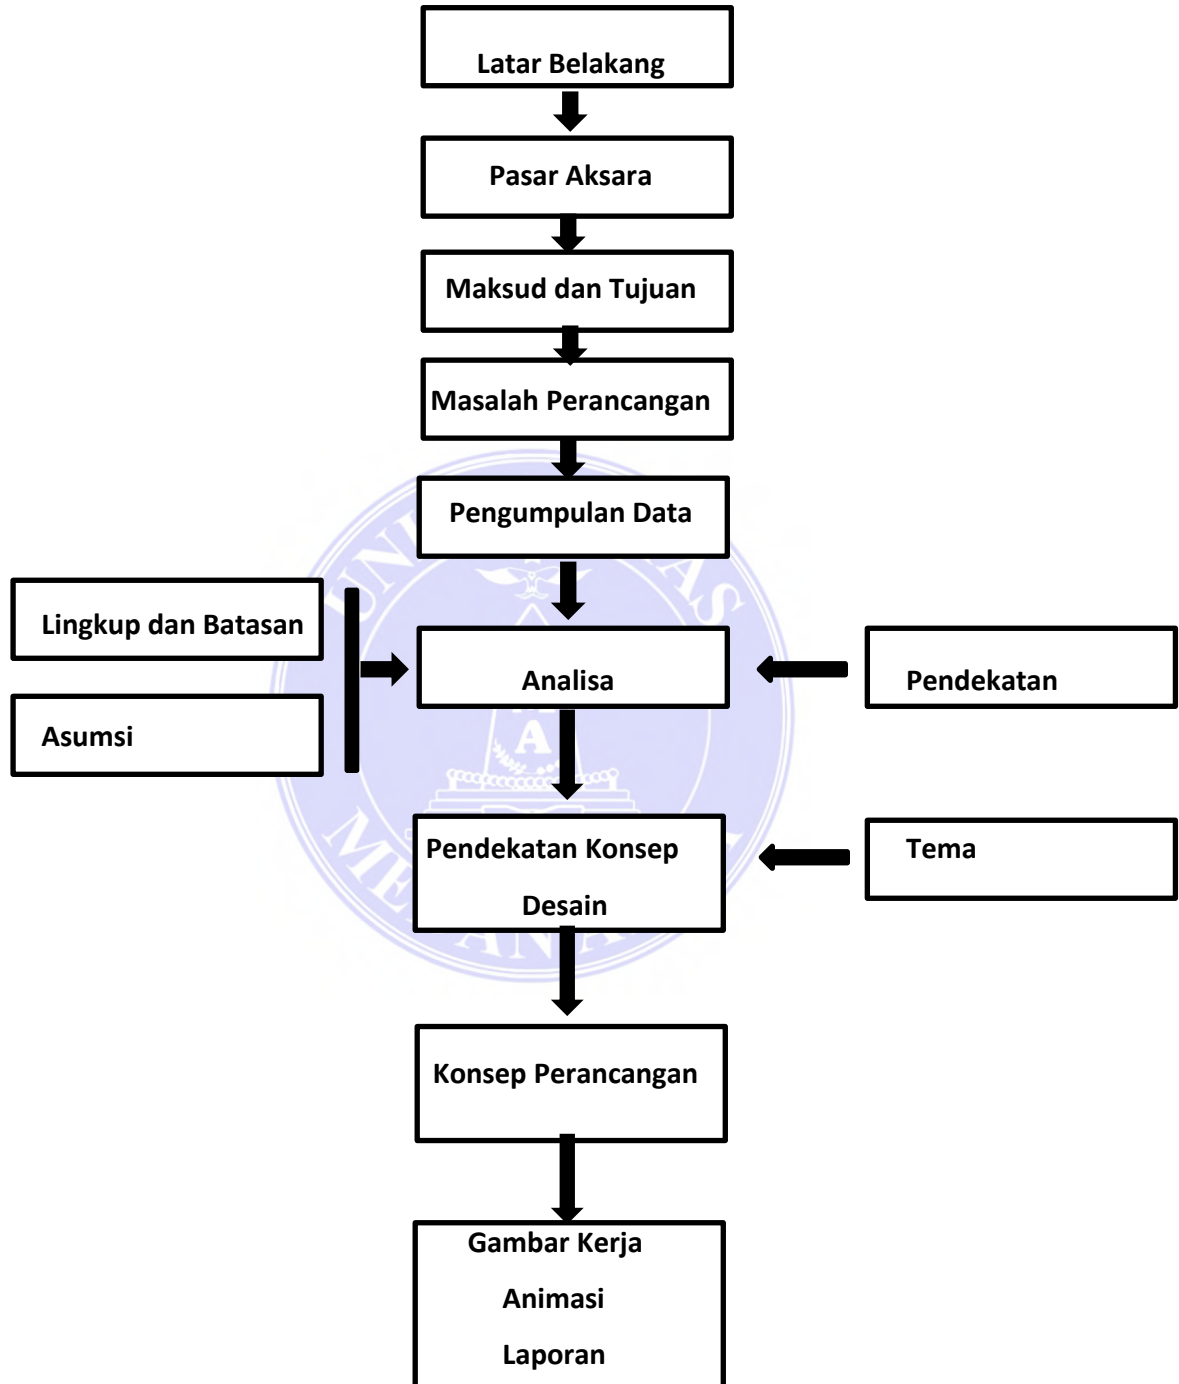 Latar Belakang
Pasar Aksara
Maksud dan Tujuan
Masalah Perancangan
Pengumpulan Data
Lingkup dan Batasan
Asumsi
Analisa
Pendekatan
Pendekatan Konsep
Desain
Tema
Konsep Perancangan
Gambar Kerja
Animasi
Laporan